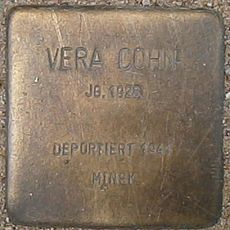 VERA COHN
JG. 1925
DEPORTIERT 1941
MINSK